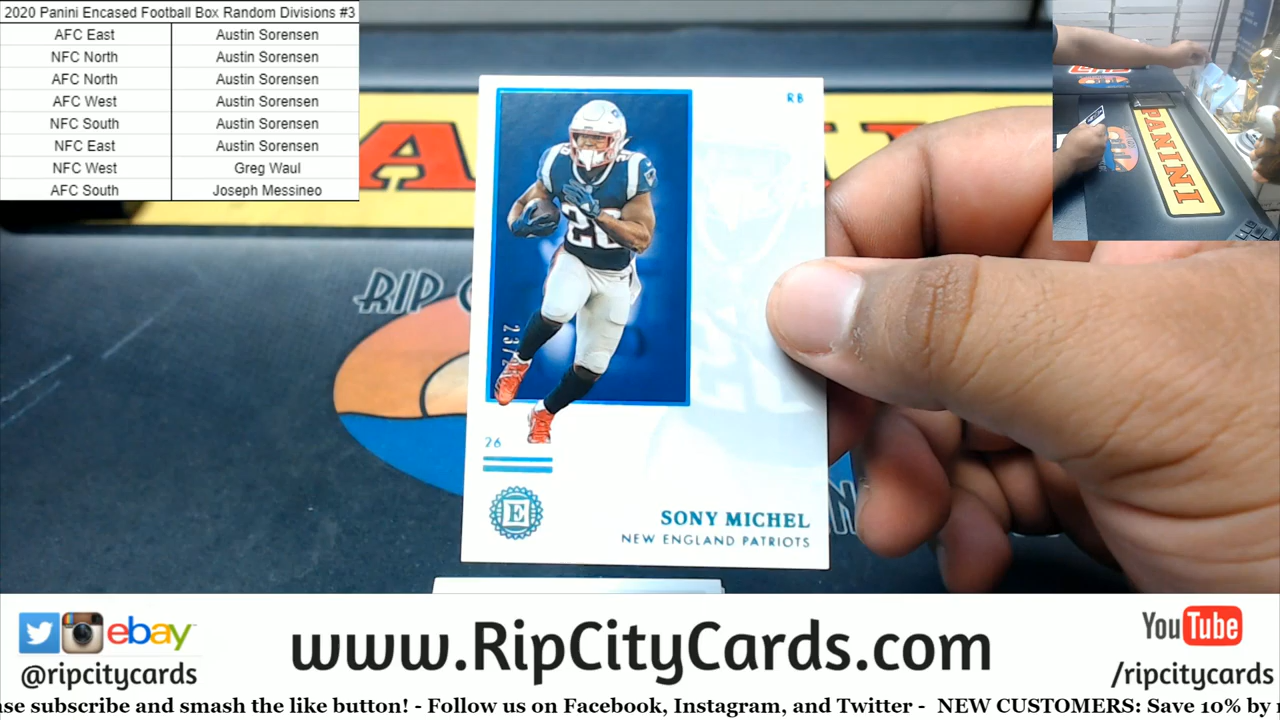 2020 Panini Encased Football Box Random Divisions #3
AFC East Austin Sorensen
NFC North Austin Sorensen
AFC North Austin Sorensen
AFC West Austin Sorensen
NFC South Austin Sorensen
NFC East Austin Sorensen
NFC West Greg Waul
AFC South Joseph Messineo
RB
PANINI
RIP
26
E
SONY MICHEL
NEW ENGLAND PATRIOTS
ebay
@ripcitycards
www.RipCityCards.com
YouTube
/ripcitycards
subscribe and smash the like button! - Follow us on Facebook, Instagram, and Twitter - NEW CUSTOMERS: Save 10% by